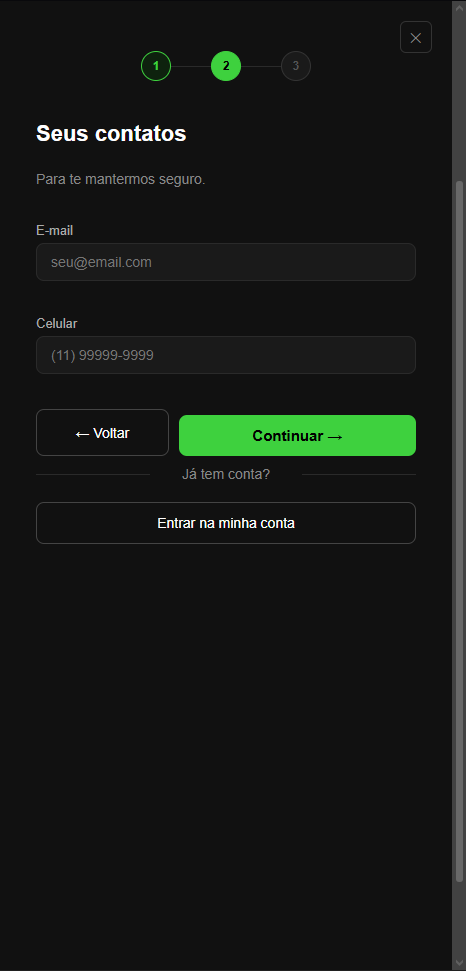 1 2 3
Seus contatos
Para te mantermos seguro.
E-mail
seu@email.com
Celular
(11) 99999-9999
← Voltar
Continuar →
Já tem conta?
Entrar na minha conta